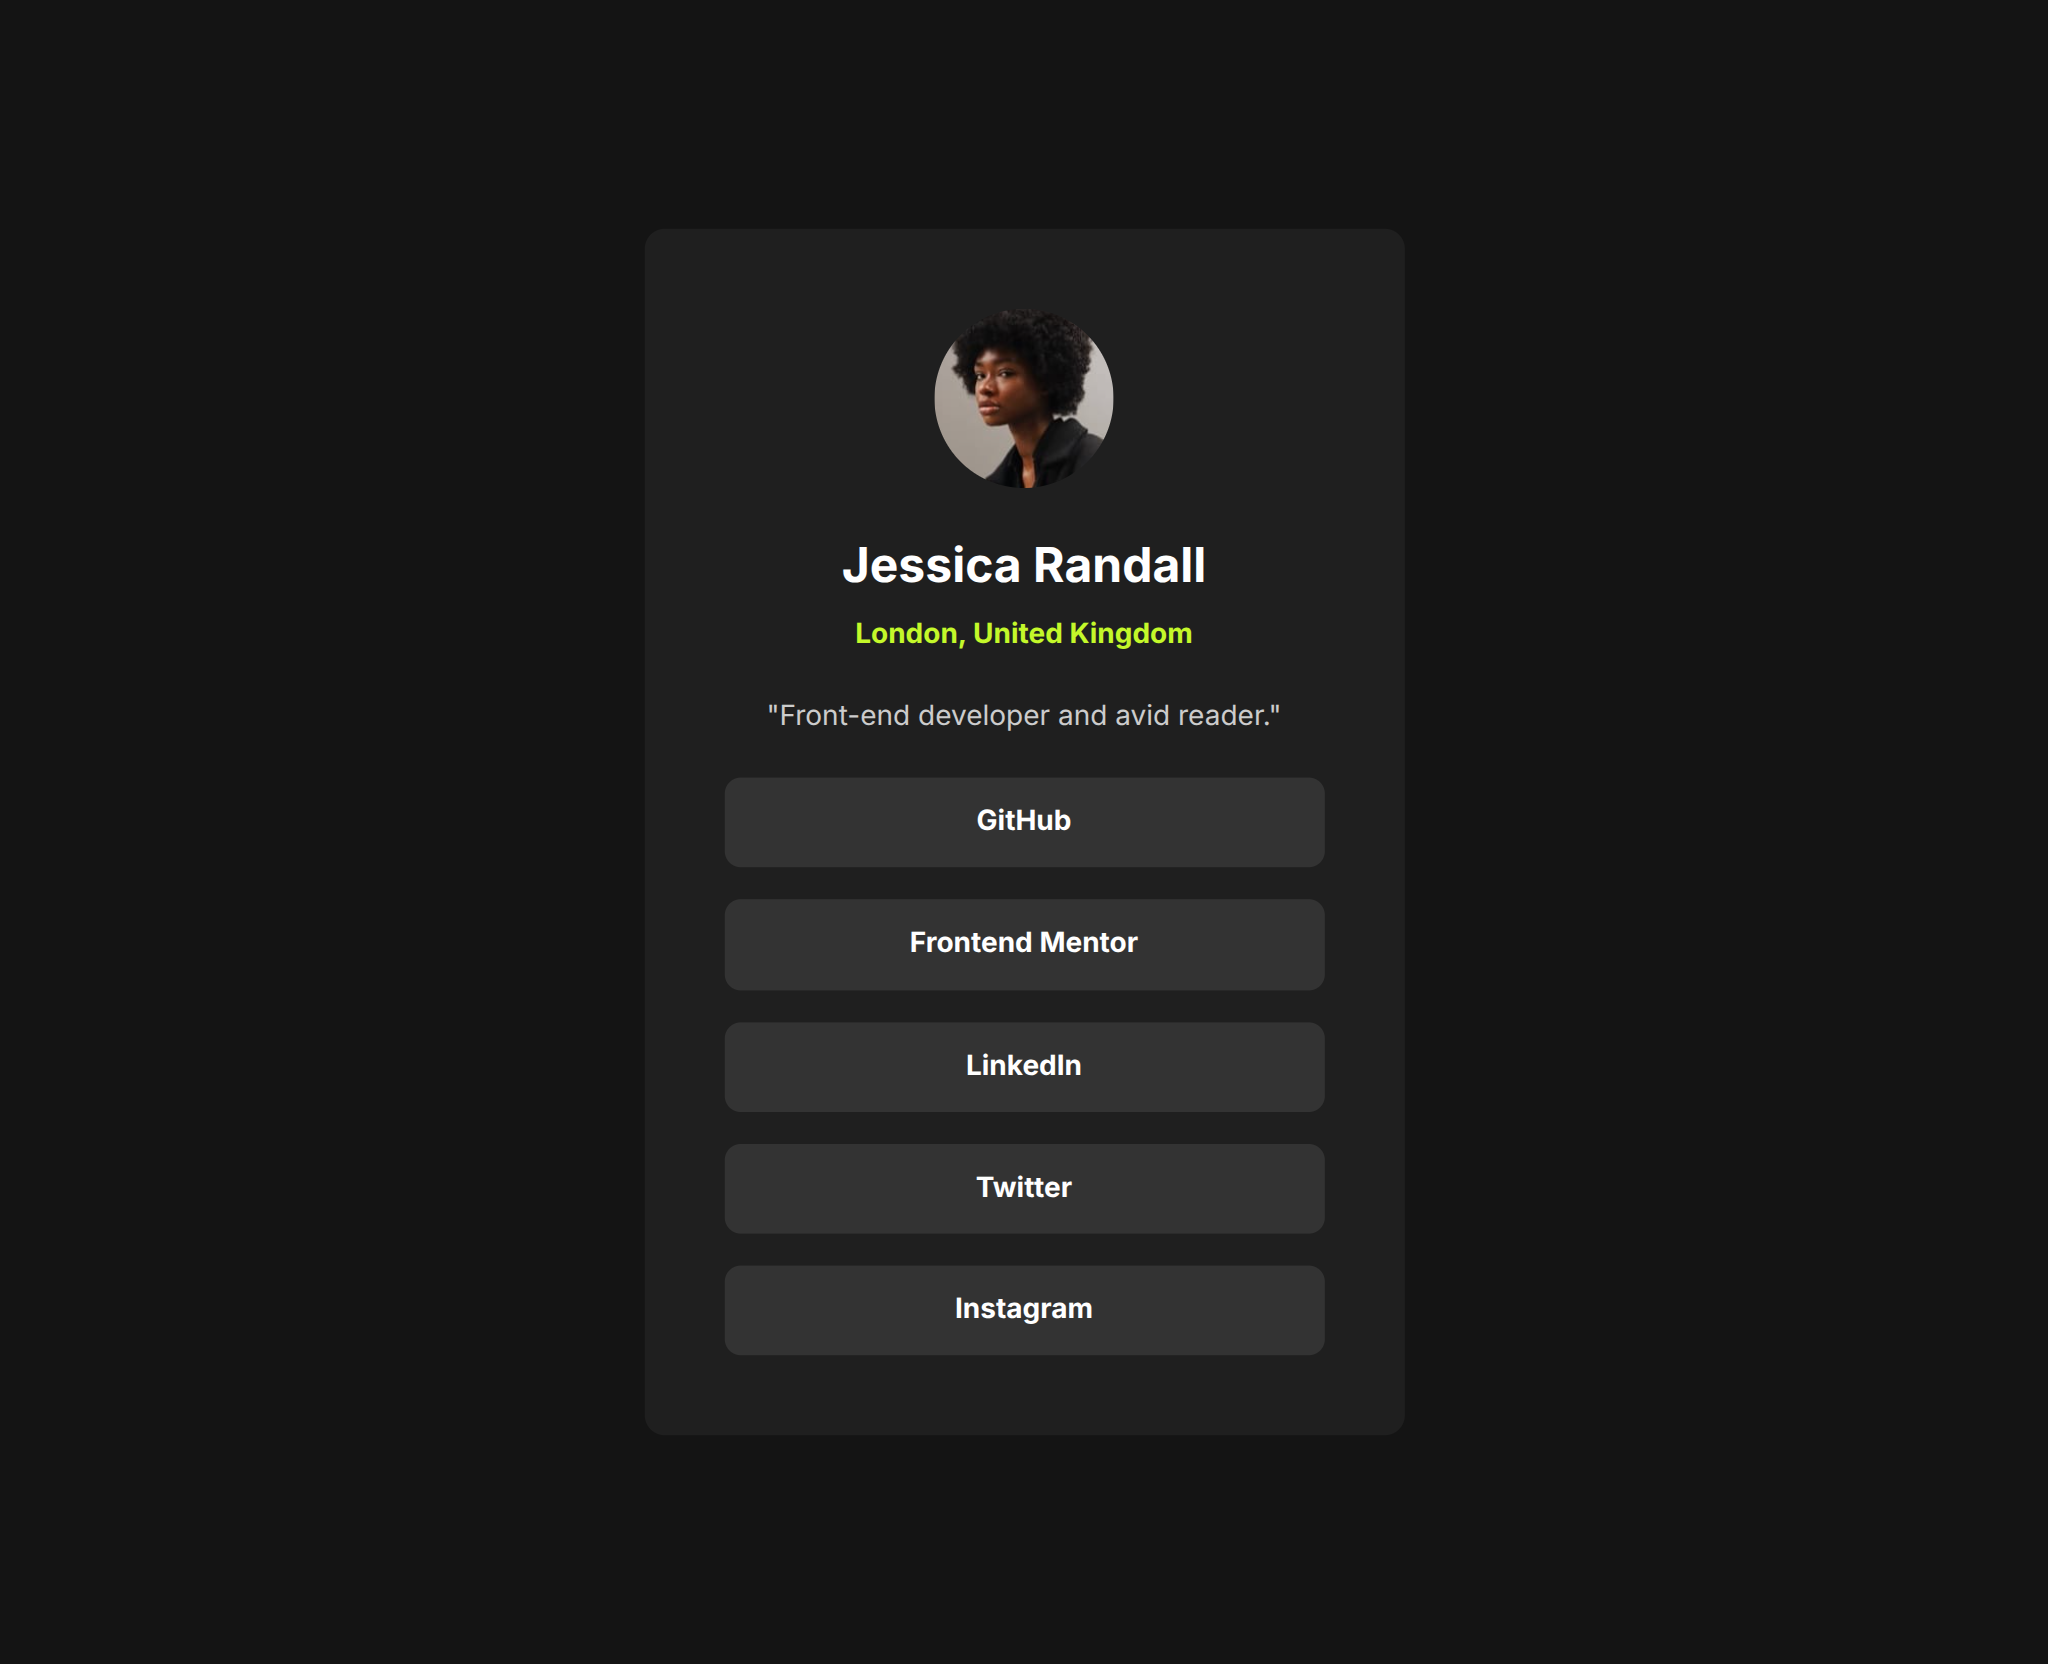 Jessica Randall
London, United Kingdom
"Front-end developer and avid reader."
GitHub
Frontend Mentor
LinkedIn
Twitter
Instagram